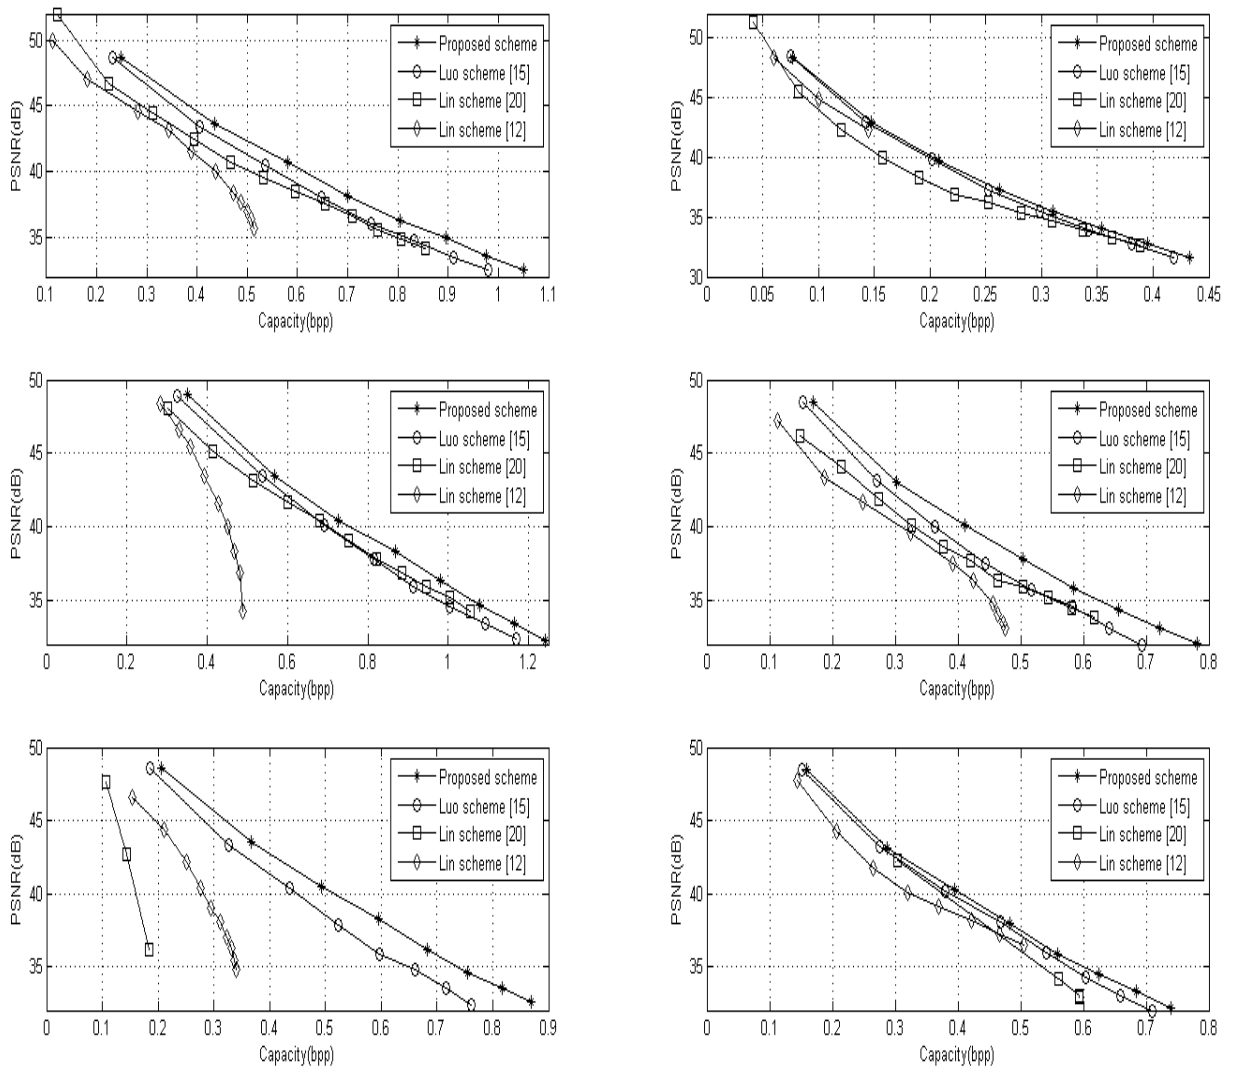 50
45
40
35
PSNR(dB)
0.1 0.2 0.3 0.4 0.5 0.6 0.7 0.8 0.9 1 1.1
Capacity(bpp)
Proposed scheme
Luo scheme [15]
Lin scheme [20]
Lin scheme [12]
50
45
40
35
30
PSNR(dB)
0 0.05 0.1 0.15 0.2 0.25 0.3 0.35 0.4 0.45
Capacity(bpp)
Proposed scheme
Luo scheme [15]
Lin scheme [20]
Lin scheme [12]
50
45
40
35
PSNR(dB)
0 0.2 0.4 0.6 0.8 1 1.2
Capacity(bpp)
Proposed scheme
Luo scheme [15]
Lin scheme [20]
Lin scheme [12]
50
45
40
35
PSNR(dB)
0 0.1 0.2 0.3 0.4 0.5 0.6 0.7 0.8
Capacity(bpp)
Proposed scheme
Luo scheme [15]
Lin scheme [20]
Lin scheme [12]
50
45
40
35
PSNR(dB)
0 0.1 0.2 0.3 0.4 0.5 0.6 0.7 0.8 0.9
Capacity(bpp)
Proposed scheme
Luo scheme [15]
Lin scheme [20]
Lin scheme [12]
50
45
40
35
PSNR(dB)
0 0.1 0.2 0.3 0.4 0.5 0.6 0.7 0.8
Capacity(bpp)
Proposed scheme
Luo scheme [15]
Lin scheme [20]
Lin scheme [12]